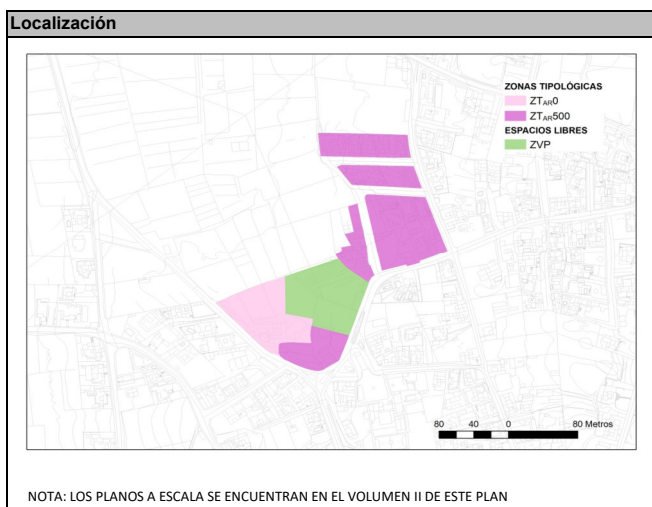 Localización
ZONAS TIPOLÓGICAS
ZTAR0
ZTAR500
ESPACIOS LIBRES
ZVP
80 40 0 80 Metros
NOTA: LOS PLANOS A ESCALA SE ENCUENTRAN EN EL VOLUMEN II DE ESTE PLAN